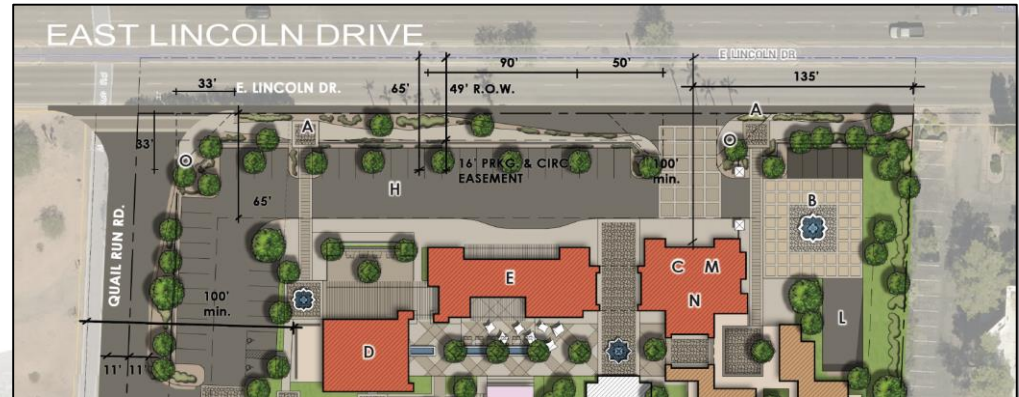 EAST LINCOLN DRIVE
E LINCOLN DR
90'
50'
135'
33'
E. LINCOLN DR.
65'
49' R.O.W.
A
A
33'
O
O
16' PRKG. & CIRC
EASEMENT
100'
min.
H
65'
B
QUAIL RUN RD.
E
C M
N
100'
min.
L
D
11' 11'